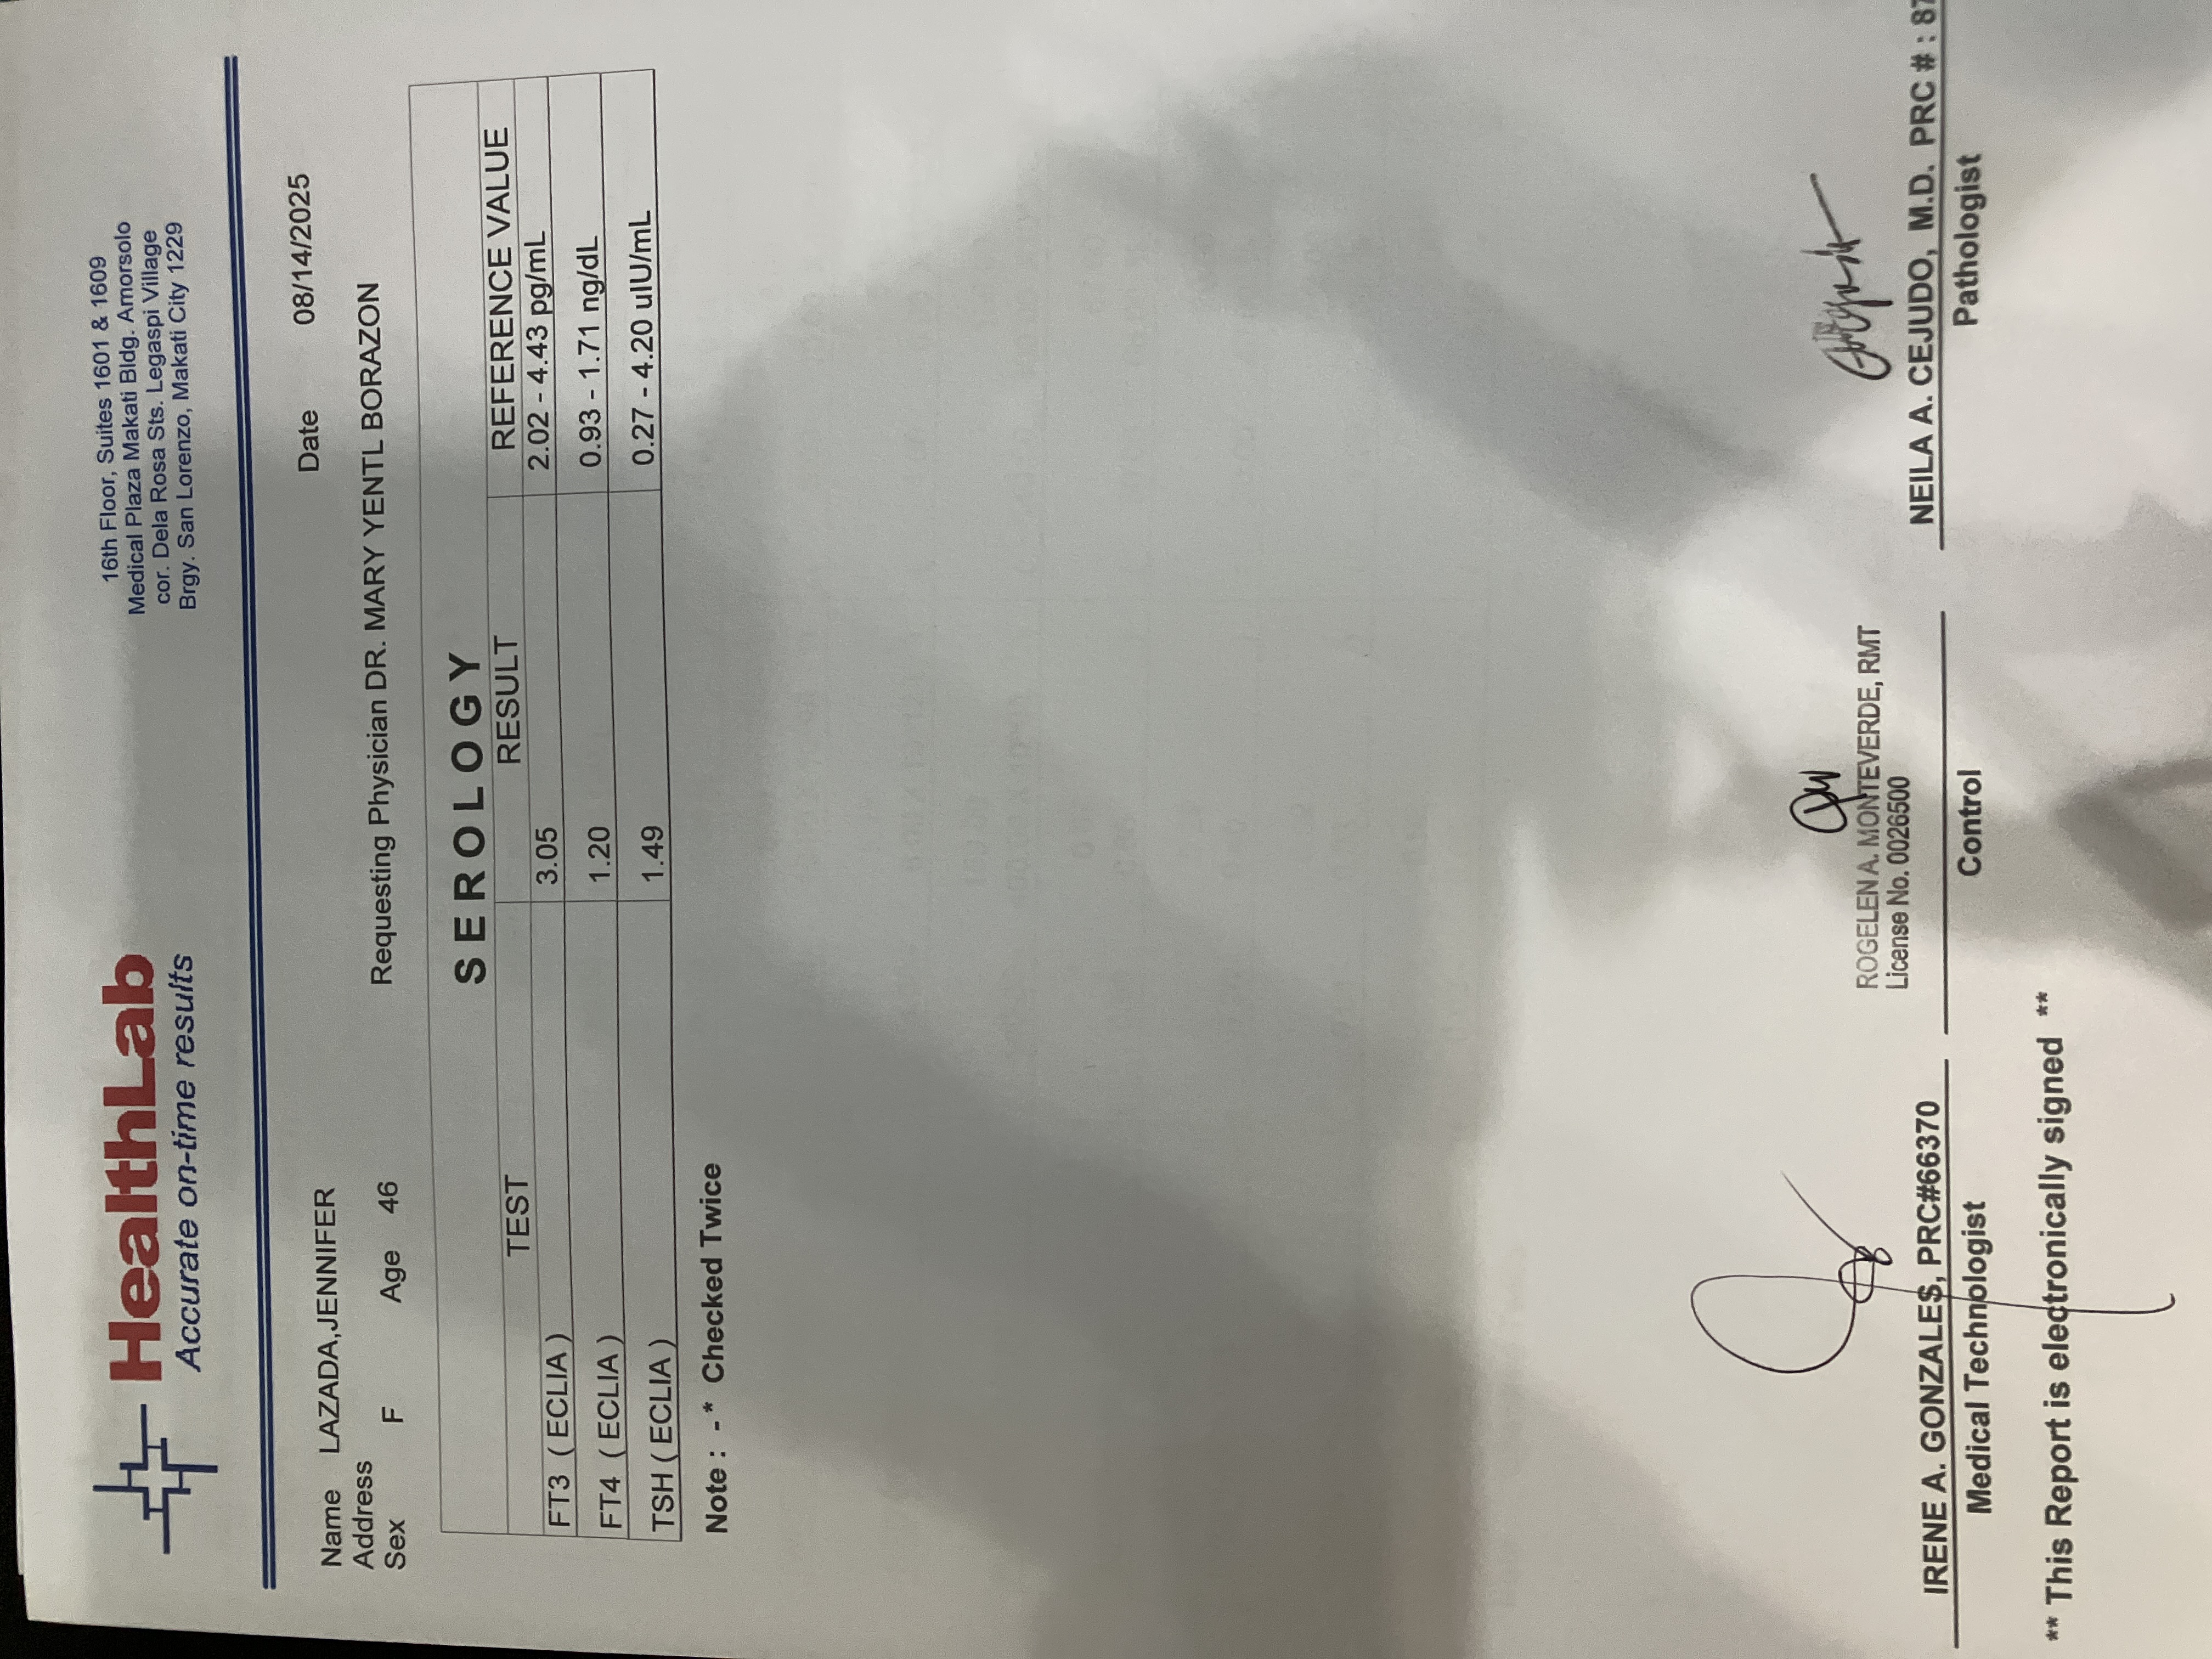 HealthLab
Accurate on-time results
16th Floor, Suites 1601 & 1609
Medical Plaza Makati Bldg. Amorsolo
cor. Dela Rosa Sts. Legaspi Village
Brgy. San Lorenzo, Makati City 1229
Name LAZADA,JENNIFER
Date 08/14/2025
Address
Sex F Age 46
Requesting Physician DR. MARY YENTL BORAZON
SEROLOGY
TEST RESULT REFERENCE VALUE
FT3 ( ECLIA ) 3.05 2.02 - 4.43 pg/mL
FT4 ( ECLIA ) 1.20 0.93 - 1.71 ng/dL
TSH ( ECLIA ) 1.49 0.27 - 4.20 uIU/mL
Note : - * Checked Twice
ROGELEN A. MONTEVERDE, RMT
License No. 0026500
IRENE A. GONZALES, PRC#66370
NEILA A. CEJUDO, M.D. PRC # : 87
Medical Technologist
Control
Pathologist
** This Report is electronically signed **